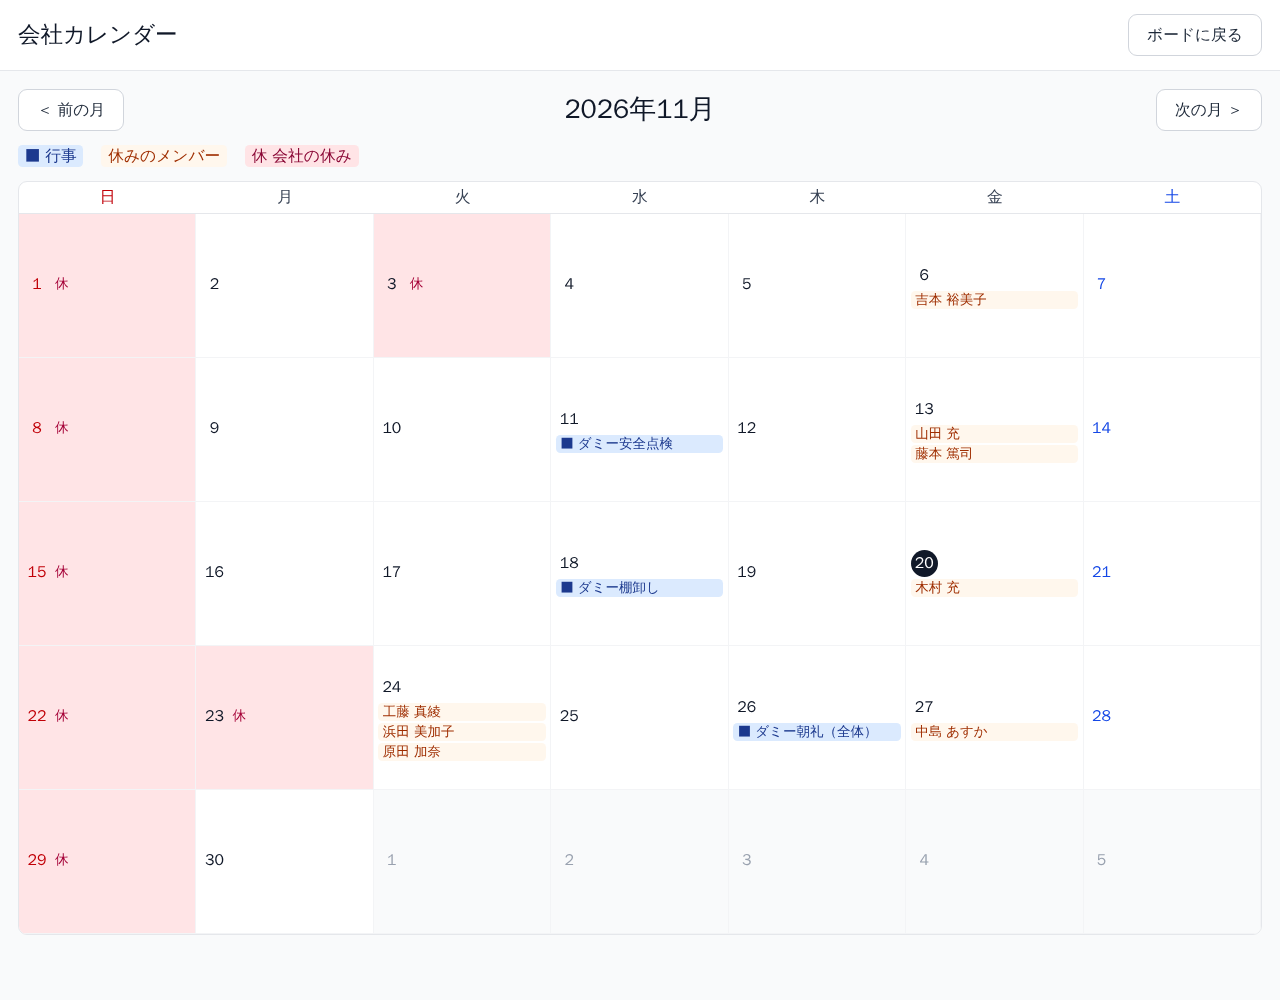 会社カレンダー
ボードに戻る
< 前の月
2026年11月
次の月 >
■ 行事 休みのメンバー 休 会社の休み
日 月 火 水 木 金 土
1 休
2
3 休
4
5
6
吉本 裕美子
7
8 休
9
10
11
■ ダミー安全点検
12
13
山田 充
藤本 篤司
14
15 休
16
17
18
■ ダミー棚卸し
19
20
木村 充
21
22 休
23 休
24
工藤 真綾
浜田 美加子
原田 加奈
25
26
■ ダミー朝礼（全体）
27
中島 あすか
28
29 休
30
1
2
3
4
5